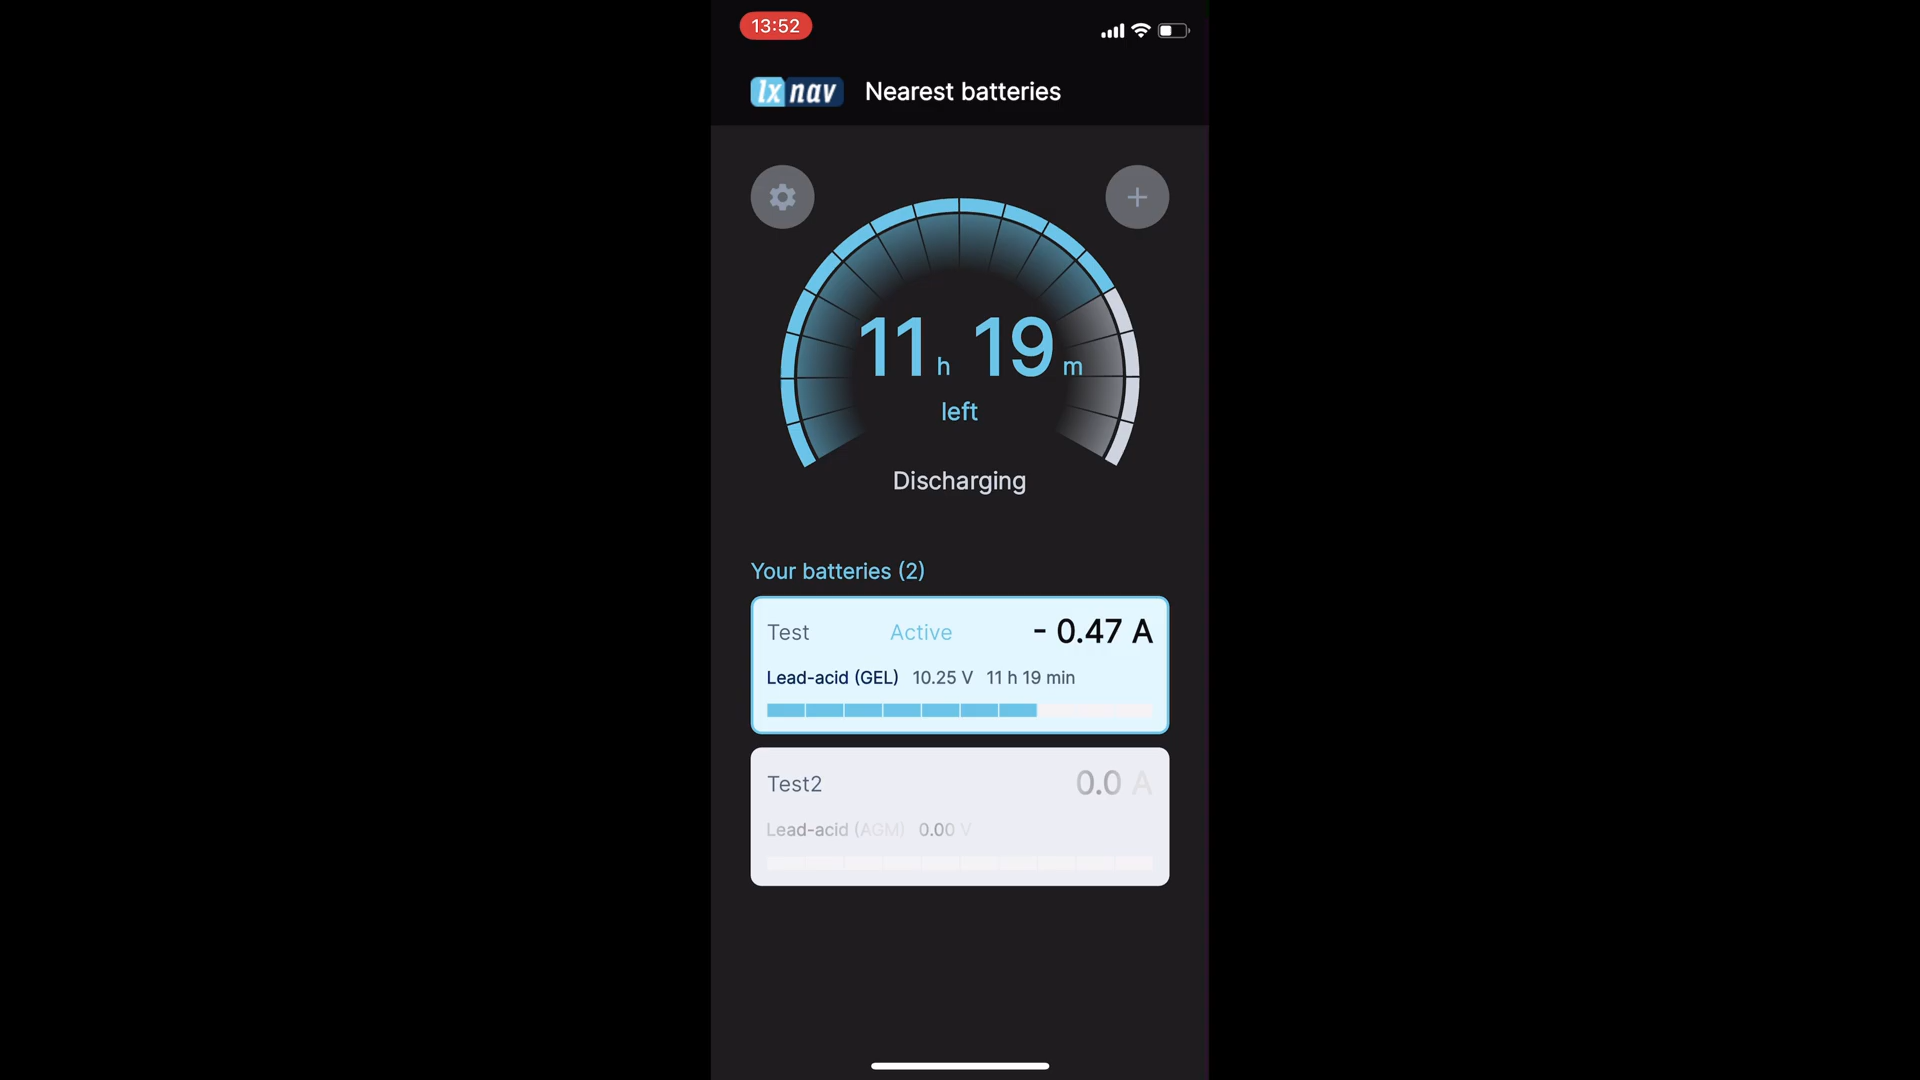 13:52
lx nav Nearest batteries
11 h 19 m
left
Discharging
Your batteries (2)
Test Active - 0.47 A
Lead-acid (GEL) 10.25 V 11 h 19 min
Test2 0.0 A
Lead-acid (AGM) 0.00 V